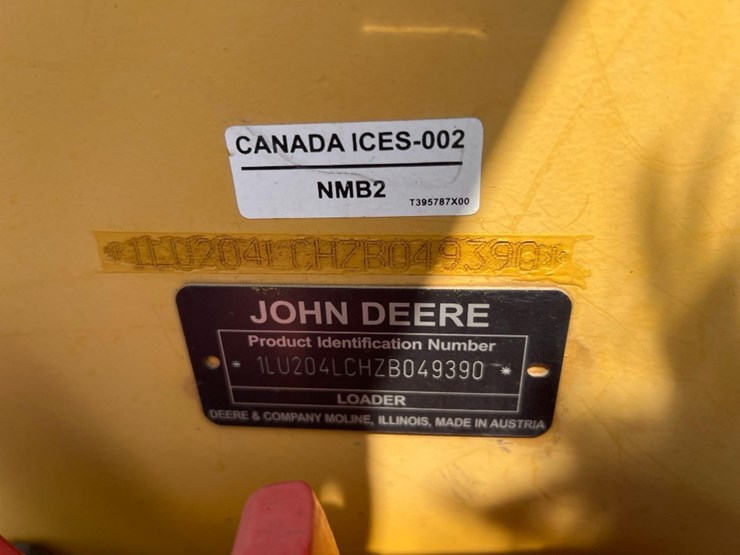 CANADA ICES-002
NMB2
T395787X00
*1LU204LCHZB049390*
JOHN DEERE
Product Identification Number
* 1LU204LCHZB049390 *
LOADER
DEERE & COMPANY MOLINE, ILLINOIS, MADE IN AUSTRIA